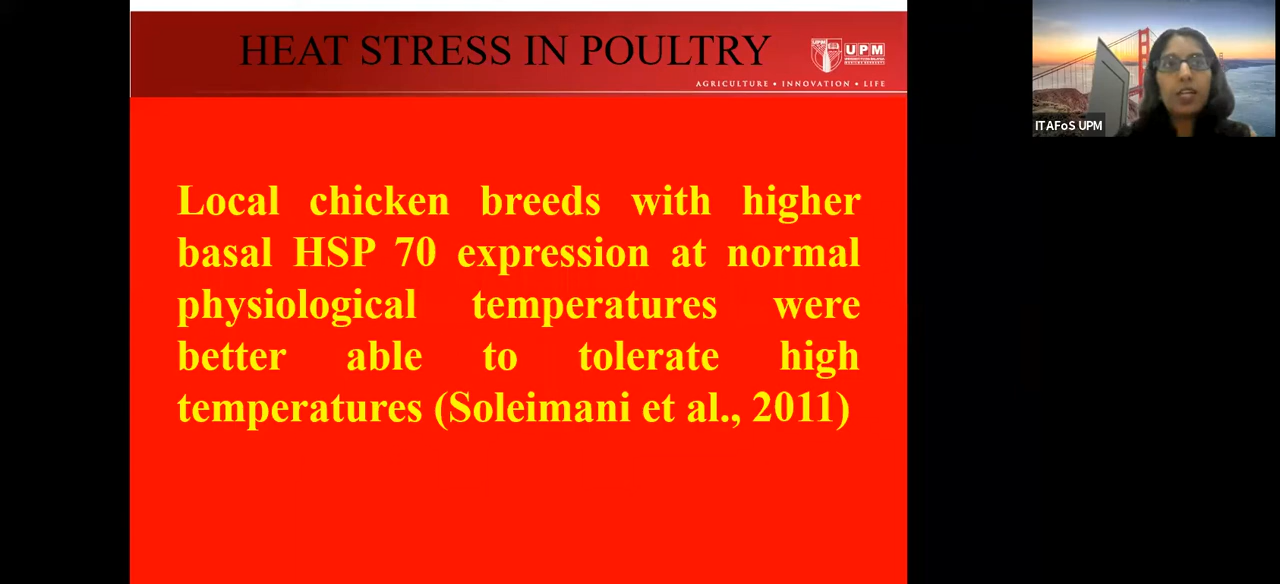 HEAT STRESS IN POULTRY
UPM
AGRICULTURE • INNOVATION • LIFE
Local chicken breeds with higher
basal HSP 70 expression at normal
physiological temperatures were
better able to tolerate high
temperatures (Soleimani et al., 2011)
ITAFoS UPM